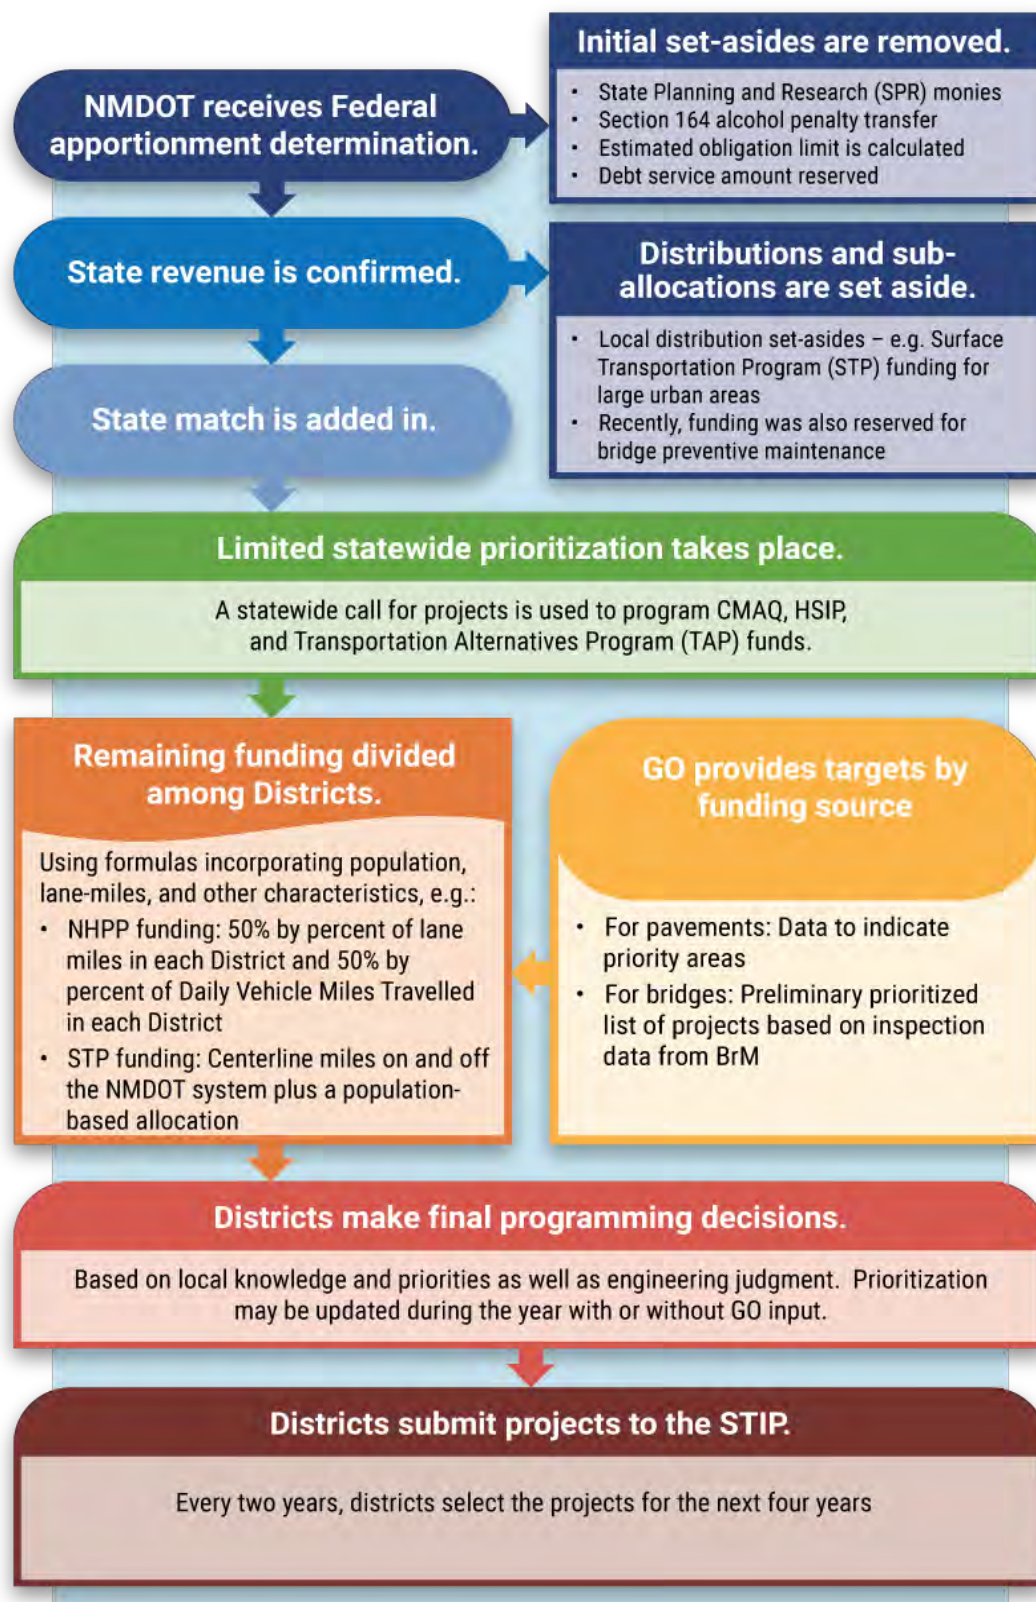 NMDOT receives Federal
apportionment determination.
Initial set-asides are removed.
• State Planning and Research (SPR) monies
• Section 164 alcohol penalty transfer
• Estimated obligation limit is calculated
• Debt service amount reserved
State revenue is confirmed.
Distributions and sub-
allocations are set aside.
• Local distribution set-asides – e.g. Surface
Transportation Program (STP) funding for
large urban areas
• Recently, funding was also reserved for
bridge preventive maintenance
State match is added in.
Limited statewide prioritization takes place.
A statewide call for projects is used to program CMAQ, HSIP,
and Transportation Alternatives Program (TAP) funds.
Remaining funding divided
among Districts.
Using formulas incorporating population,
lane-miles, and other characteristics, e.g.:
• NHPP funding: 50% by percent of lane
miles in each District and 50% by
percent of Daily Vehicle Miles Travelled
in each District
• STP funding: Centerline miles on and off
the NMDOT system plus a population-
based allocation
GO provides targets by
funding source
• For pavements: Data to indicate
priority areas
• For bridges: Preliminary prioritized
list of projects based on inspection
data from BrM
Districts make final programming decisions.
Based on local knowledge and priorities as well as engineering judgment. Prioritization
may be updated during the year with or without GO input.
Districts submit projects to the STIP.
Every two years, districts select the projects for the next four years